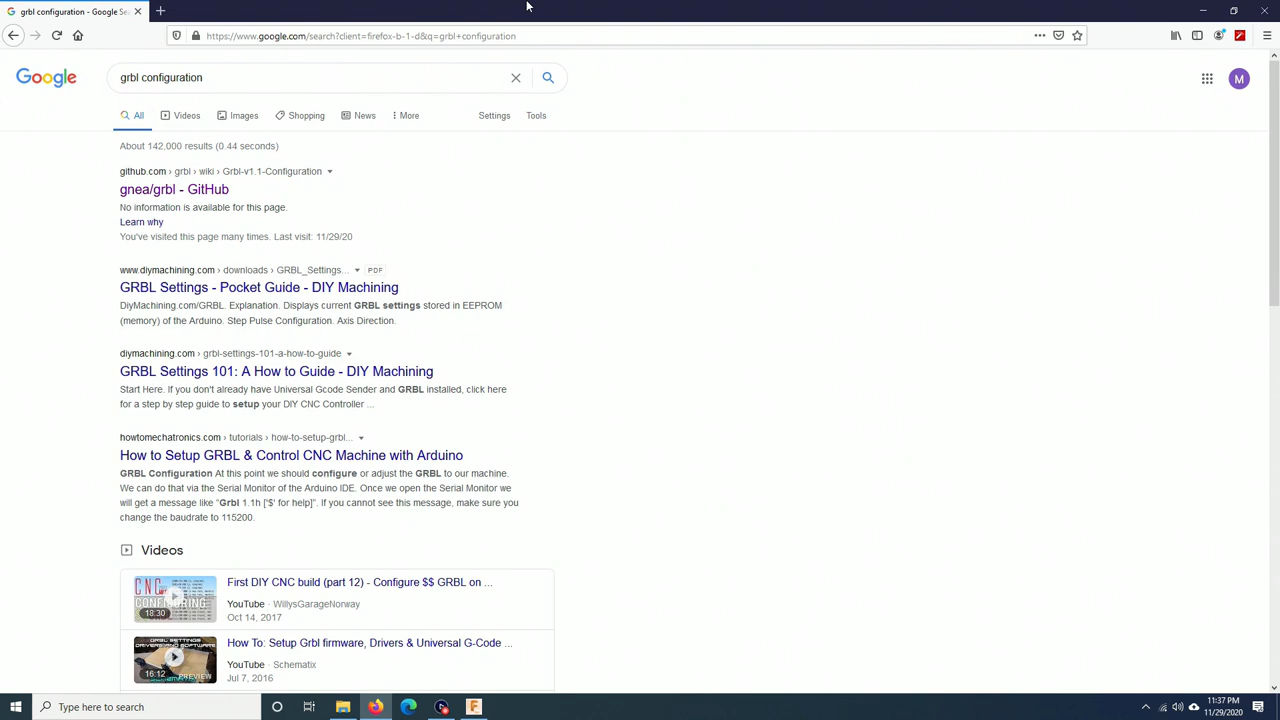 grbl configuration - Google Sea
https://www.google.com/search?client=firefox-b-1-d&q=grbl+configuration
Google
grbl configuration
M
All
Videos
Images
Shopping
News
More
Settings
Tools
About 142,000 results (0.44 seconds)
github.com › grbl › wiki › Grbl-v1.1-Configuration
gnea/grbl - GitHub
No information is available for this page.
Learn why
You've visited this page many times. Last visit: 11/29/20
www.diymachining.com › downloads › GRBL_Settings... PDF
GRBL Settings - Pocket Guide - DIY Machining
DiyMachining.com/GRBL. Explanation. Displays current GRBL settings stored in EEPROM
(memory) of the Arduino. Step Pulse Configuration. Axis Direction.
diymachining.com › grbl-settings-101-a-how-to-guide
GRBL Settings 101: A How to Guide - DIY Machining
Start Here. If you don't already have Universal Gcode Sender and GRBL installed, click here
for a step by step guide to setup your DIY CNC Controller ...
howtomechatronics.com › tutorials › how-to-setup-grbl...
How to Setup GRBL & Control CNC Machine with Arduino
GRBL Configuration At this point we should configure or adjust the GRBL to our machine.
We can do that via the Serial Monitor of the Arduino IDE. Once we open the Serial Monitor we
will get a message like “Grbl 1.1h ['$' for help]”. If you cannot see this message, make sure you
change the baudrate to 115200.
Videos
CNC
CONFIGURING
18:30
First DIY CNC build (part 12) - Configure $$ GRBL on ...
YouTube · WillysGarageNorway
Oct 14, 2017
GRBL SETTINGS
DRIVERS AND SOFTWARE
16:12
PREVIEW
How To: Setup Grbl firmware, Drivers & Universal G-Code ...
YouTube · Schematix
Jul 7, 2016
Type here to search
11:37 PM
11/29/2020